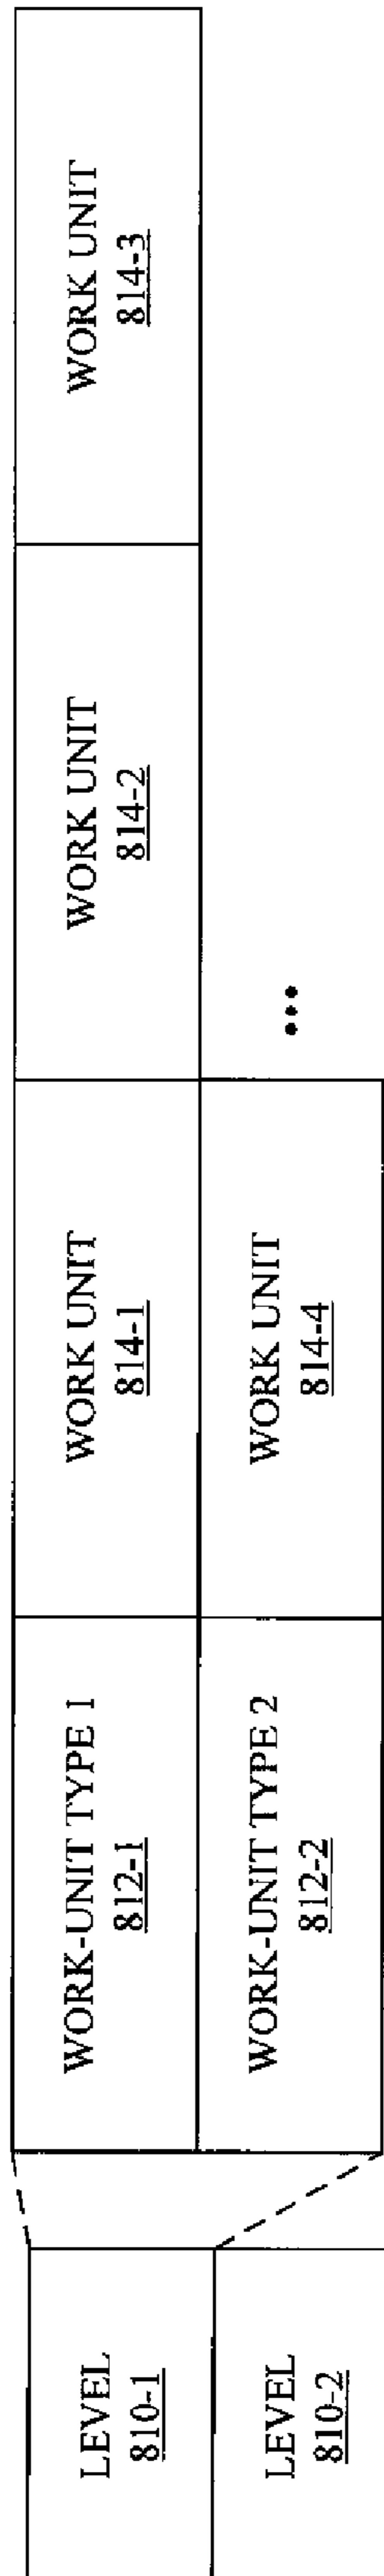 LEVEL
810-1
LEVEL
810-2
WORK-UNIT TYPE 1
812-1
WORK UNIT
814-1
WORK UNIT
814-2
WORK UNIT
814-3
WORK-UNIT TYPE 2
812-2
WORK UNIT
814-4
...